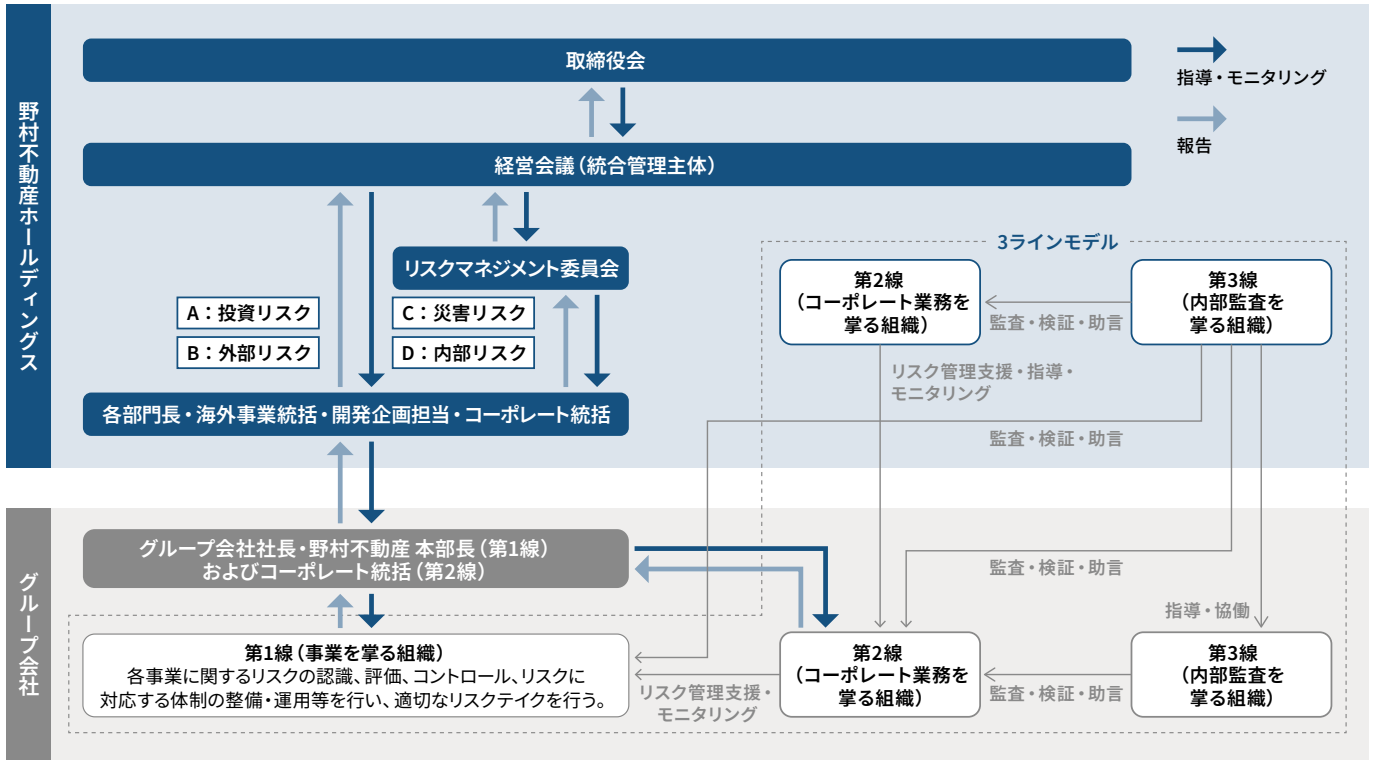 野村不動産ホールディングス
取締役会
指導・モニタリング
報告
経営会議（統合管理主体）
リスクマネジメント委員会
A：投資リスク
B：外部リスク
C：災害リスク
D：内部リスク
各部門長・海外事業統括・開発企画担当・コーポレート統括
3ラインモデル
第2線
（コーポレート業務を
掌る組織）
監査・検証・助言
第3線
（内部監査を
掌る組織）
リスク管理支援・指導・
モニタリング
監査・検証・助言
グループ会社
グループ会社社長・野村不動産 本部長（第1線）
およびコーポレート統括（第2線）
監査・検証・助言
指導・協働
第1線（事業を掌る組織）
各事業に関するリスクの認識、評価、コントロール、リスクに
対応する体制の整備・運用等を行い、適切なリスクテイクを行う。
リスク管理支援・
モニタリング
第2線
（コーポレート業務を
掌る組織）
監査・検証・助言
第3線
（内部監査を
掌る組織）